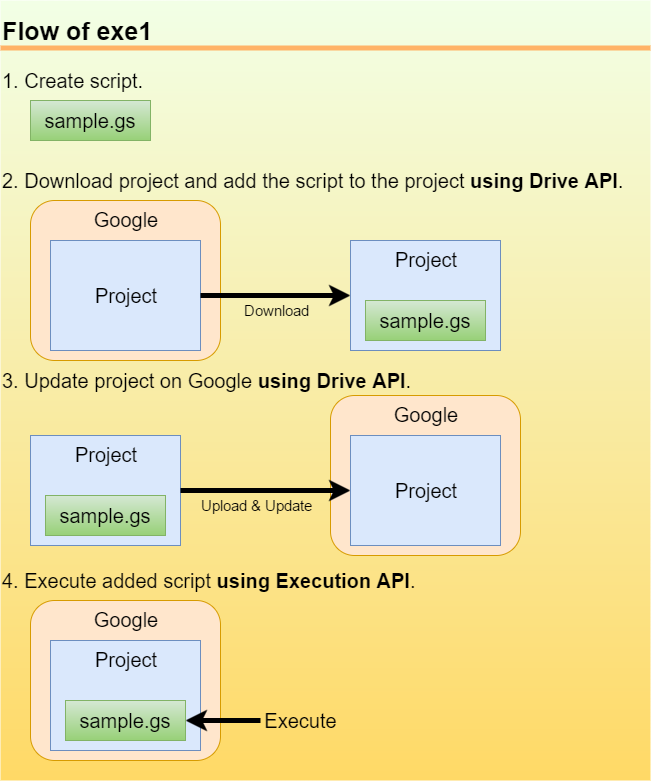 Flow of exe1
1. Create script.
sample.gs
2. Download project and add the script to the project using Drive API.
Google
Project
Project
Download
sample.gs
3. Update project on Google using Drive API.
Google
Project
Project
Upload & Update
sample.gs
4. Execute added script using Execution API.
Google
Project
sample.gs
Execute